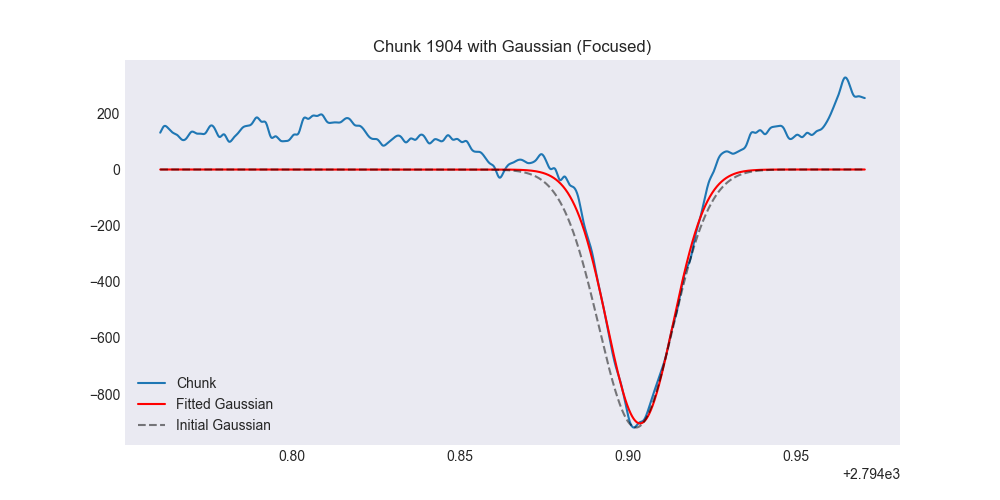 Chunk 1904 with Gaussian (Focused)
200
0
−200
−400
−600
−800
Chunk
Fitted Gaussian
Initial Gaussian
0.80 0.85 0.90 0.95
+2.794e3